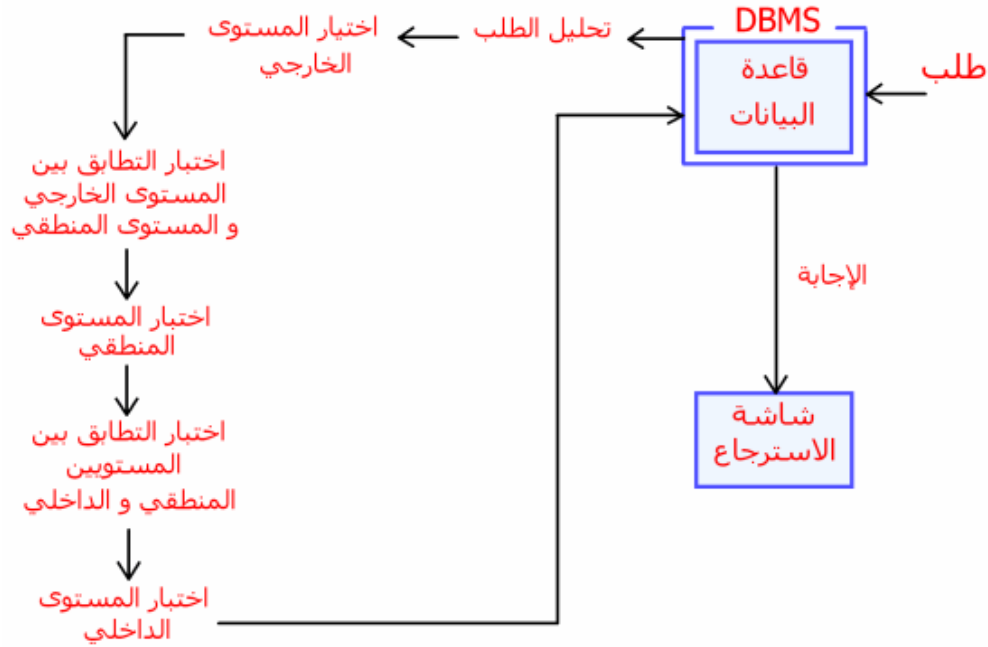 DBMS
قاعدة
البيانات
طلب
تحليل الطلب
اختيار المستوى
الخارجي
اختبار التطابق بين
المستوى الخارجي
و المستوى المنطقي
اختبار المستوى
المنطقي
اختبار التطابق بين
المستويين
المنطقي و الداخلي
اختبار المستوى
الداخلي
الإجابة
شاشة
الاسترجاع